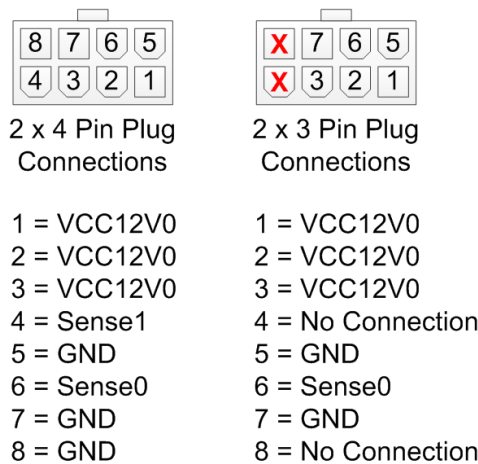 8 7 6 5
4 3 2 1
2 x 4 Pin Plug
Connections
1 = VCC12V0
2 = VCC12V0
3 = VCC12V0
4 = Sense1
5 = GND
6 = Sense0
7 = GND
8 = GND
X 7 6 5
X 3 2 1
2 x 3 Pin Plug
Connections
1 = VCC12V0
2 = VCC12V0
3 = VCC12V0
4 = No Connection
5 = GND
6 = Sense0
7 = GND
8 = No Connection